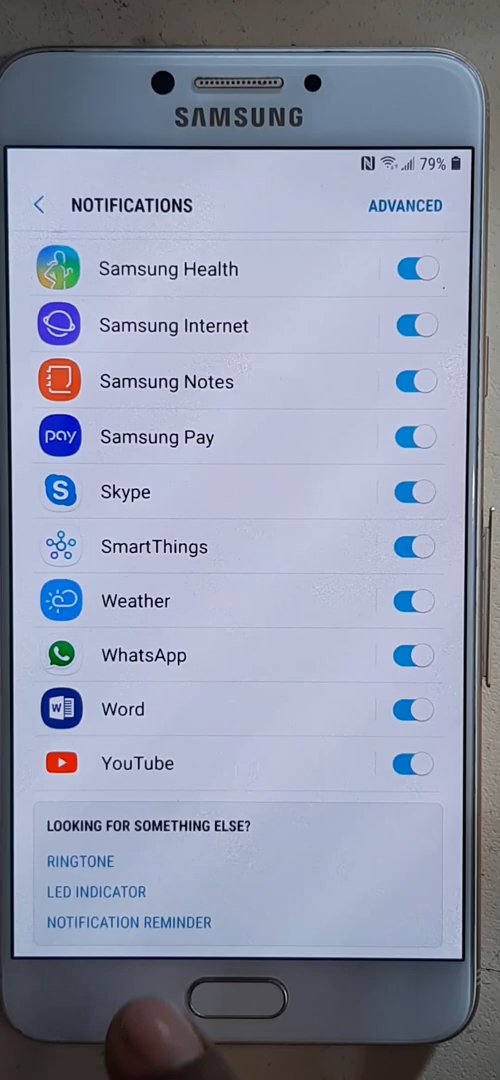 SAMSUNG
79%
NOTIFICATIONS
ADVANCED
Samsung Health
Samsung Internet
Samsung Notes
pay
Samsung Pay
S
Skype
SmartThings
Weather
WhatsApp
W
Word
YouTube
LOOKING FOR SOMETHING ELSE?
RINGTONE
LED INDICATOR
NOTIFICATION REMINDER